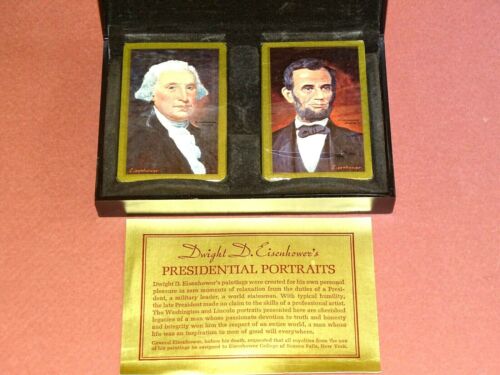 Eisenhower
Eisenhower
Dwight D. Eisenhower's
PRESIDENTIAL PORTRAITS
Dwight D. Eisenhower's paintings were created for his own personal
pleasure in rare moments of relaxation from the duties of a Presi-
dent, a military leader, a world statesman. With typical humility,
the late President made no claim to the skills of a professional artist.
The Washington and Lincoln portraits presented here are cherished
legacies of a man whose passionate devotion to truth and honesty
and integrity won him the respect of an entire world, a man whose
life was an inspiration to men of good will everywhere.
General Eisenhower, before his death, requested that all royalties from the use
of his paintings be assigned to Eisenhower College of Seneca Falls, New York.